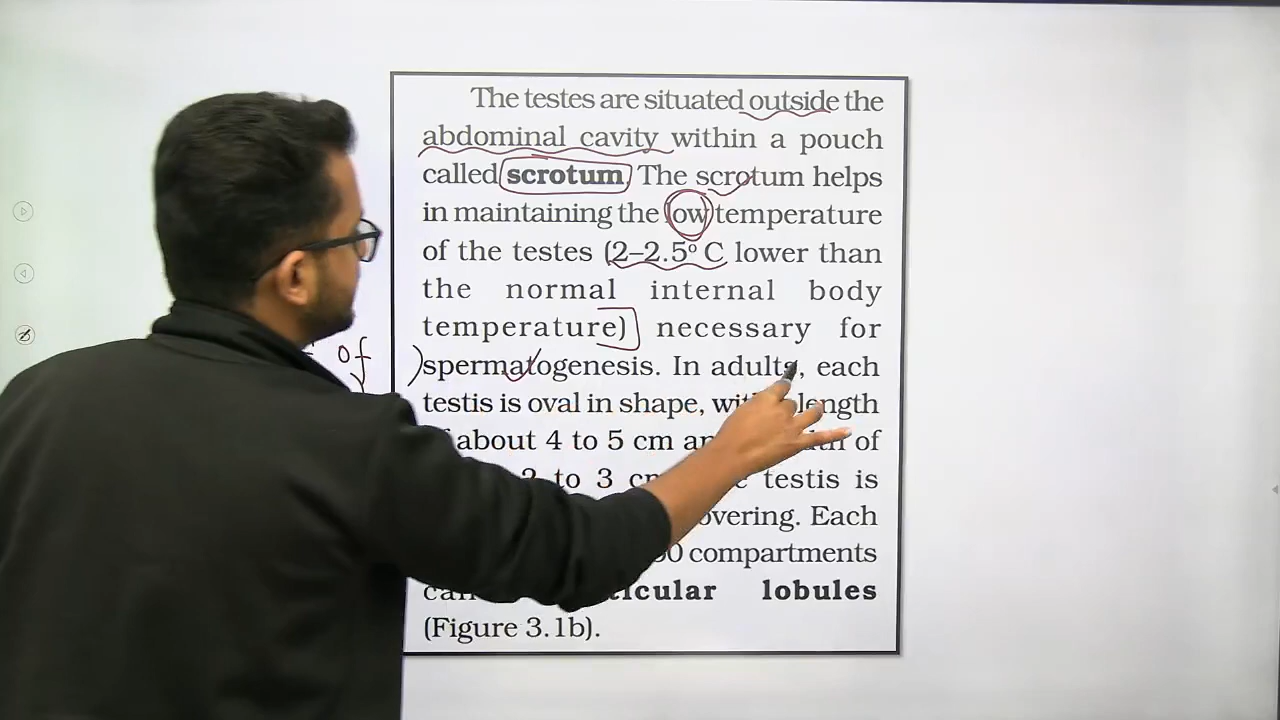 The testes are situated outside the
abdominal cavity within a pouch
called scrotum. The scrotum helps
in maintaining the low temperature
of the testes (2–2.5° C lower than
the normal internal body
temperature) necessary for
of
spermatogenesis. In adults, each
testis is oval in shape, with length
about 4 to 5 cm of
to 3 testis is
Each
compartments
lobules
(Figure 3.1b).